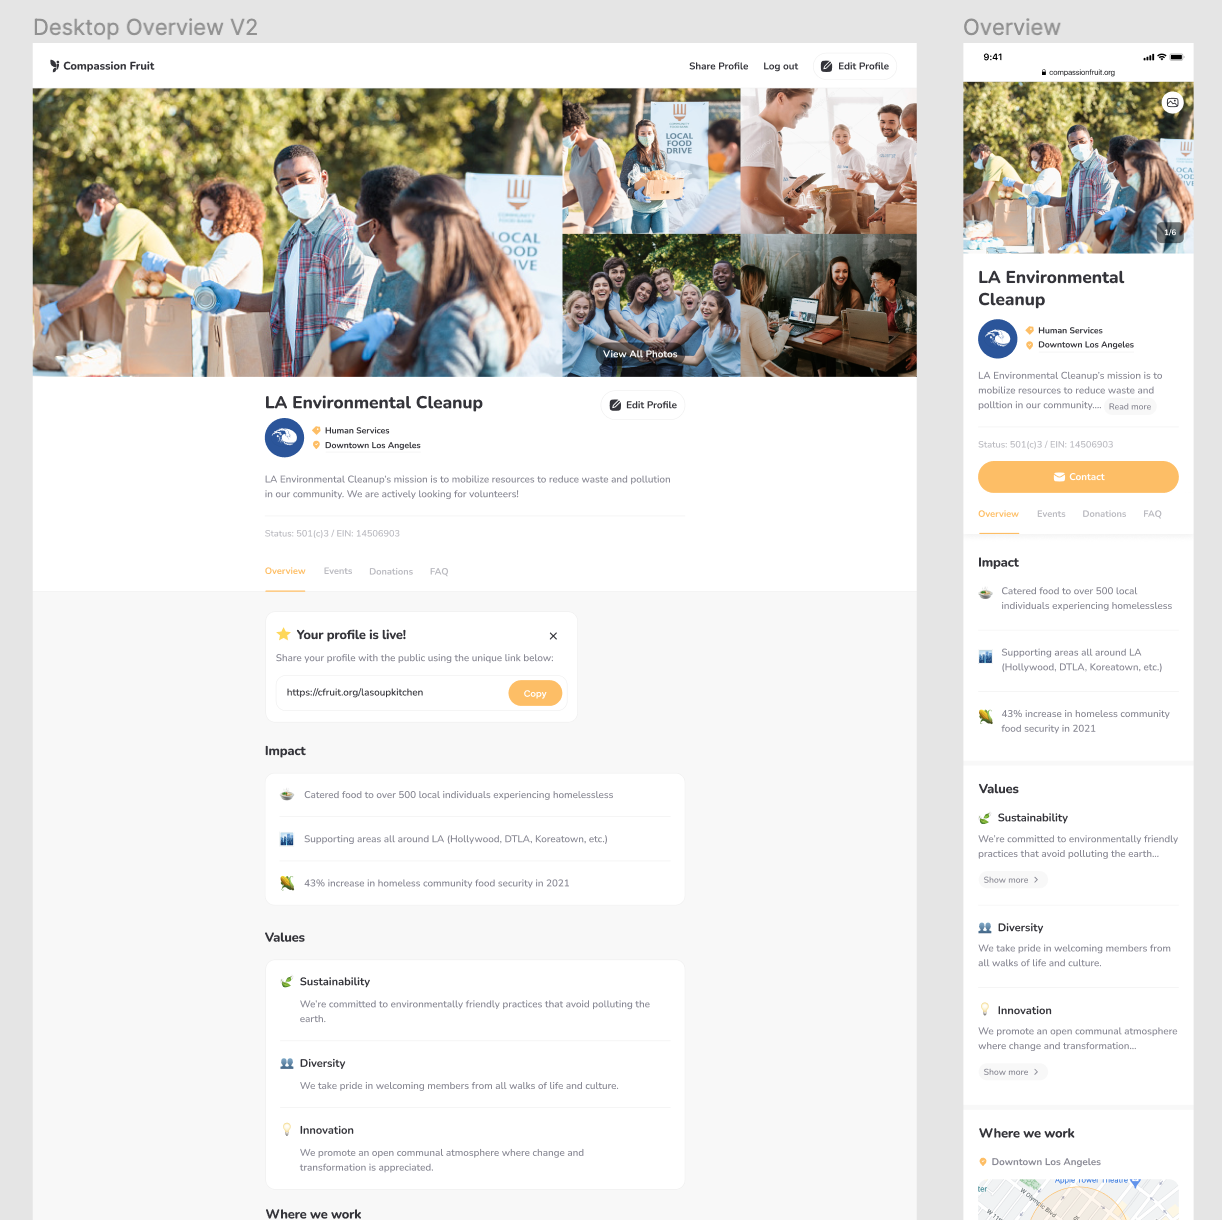 Desktop Overview V2
Compassion Fruit
Share Profile
Log out
Edit Profile
COMMUNITY
FOOD BANK
LOCAL
FOOD
DRIVE
LOCAL
FOOD
DRIVE
View All Photos
LA Environmental Cleanup
Edit Profile
Human Services
Downtown Los Angeles
LA Environmental Cleanup's mission is to mobilize resources to reduce waste and pollution
in our community. We are actively looking for volunteers!
Status: 501(c)3 / EIN: 14506903
Overview
Events
Donations
FAQ
Your profile is live!
Share your profile with the public using the unique link below:
https://cfruit.org/lasoupkitchen
Copy
Impact
Catered food to over 500 local individuals experiencing homelessless
Supporting areas all around LA (Hollywood, DTLA, Koreatown, etc.)
43% increase in homeless community food security in 2021
Values
Sustainability
We're committed to environmentally friendly practices that avoid polluting the
earth.
Diversity
We take pride in welcoming members from all walks of life and culture.
Innovation
We promote an open communal atmosphere where change and
transformation is appreciated.
Where we work
Overview
9:41
compassionfruit.org
1/6
LA Environmental
Cleanup
Human Services
Downtown Los Angeles
LA Environmental Cleanup's mission is to
mobilize resources to reduce waste and
polltion in our community....
Read more
Status: 501(c)3 / EIN: 14506903
Contact
Overview
Events
Donations
FAQ
Impact
Catered food to over 500 local
individuals experiencing homelessless
Supporting areas all around LA
(Hollywood, DTLA, Koreatown, etc.)
43% increase in homeless community
food security in 2021
Values
Sustainability
We're committed to environmentally friendly
practices that avoid polluting the earth...
Show more
Diversity
We take pride in welcoming members from
all walks of life and culture.
Innovation
We promote an open communal atmosphere
where change and transformation...
Show more
Where we work
Downtown Los Angeles
Apple Tower Theatre
ter
W Olympic Blvd
W 11